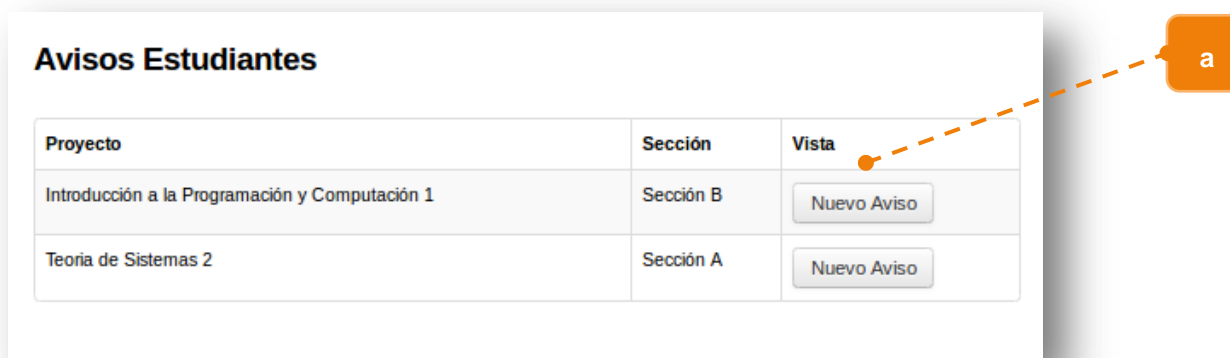 Avisos Estudiantes
a
Proyecto Sección Vista
Introducción a la Programación y Computación 1 Sección B Nuevo Aviso
Teoria de Sistemas 2 Sección A Nuevo Aviso